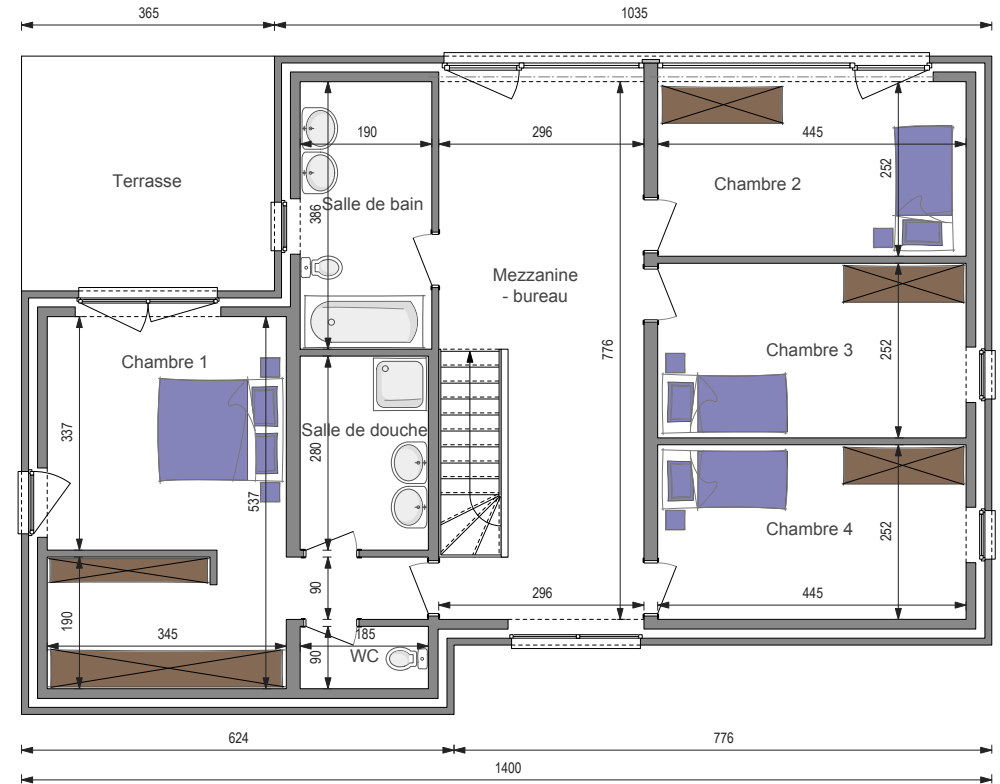 365
1035
Terrasse
190
296
445
386
Salle de bain
Chambre 2
252
Mezzanine
- bureau
776
Chambre 1
Chambre 3
252
337
537
Salle de douche
280
Chambre 4
252
90
296
445
190
345
185
90
WC
624
776
1400